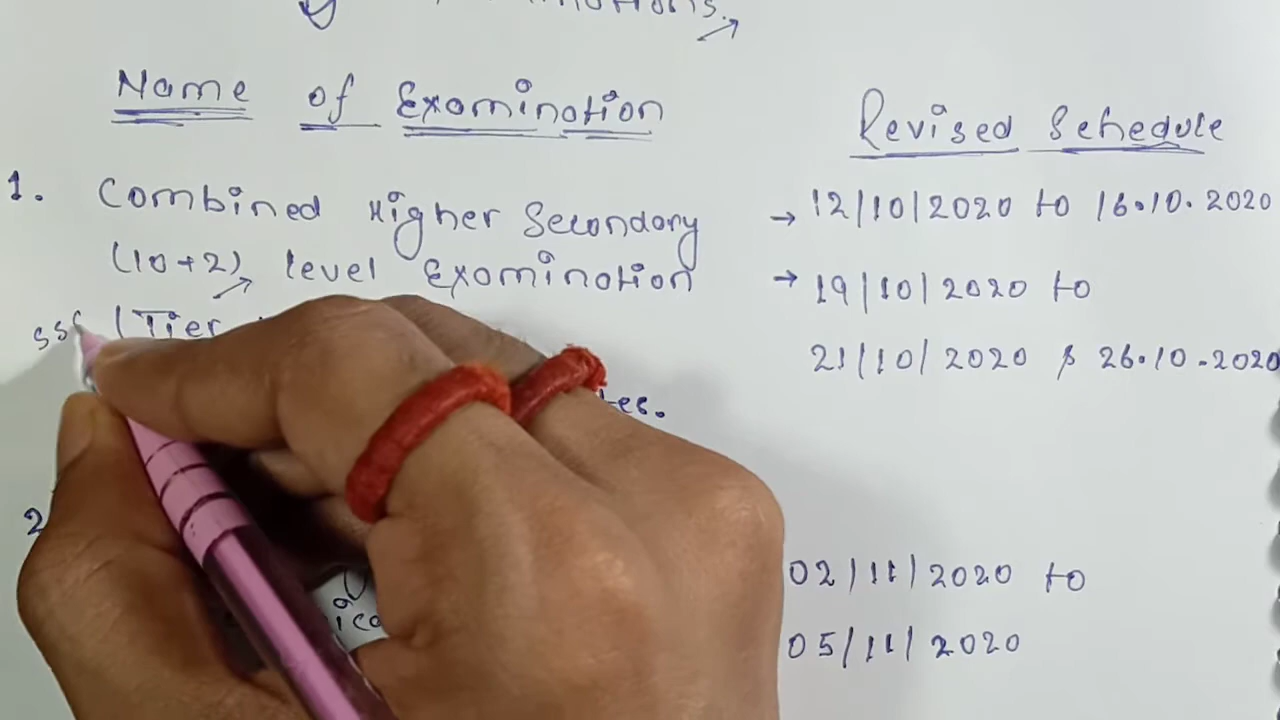 Name of Examination
Revised Schedule
1. Combined Higher Secondary
(10+2) level Examination
SSC (Tier
→ 12/10/2020 to 16.10.2020
→ 19/10/2020 to
21/10/2020 & 26.10.2020
2
02/11/2020 to
05/11/2020